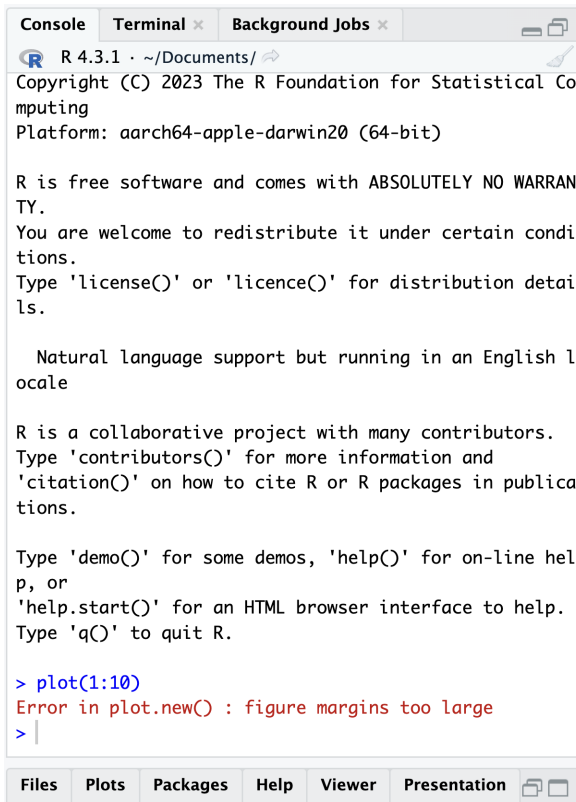 Console Terminal Background Jobs
R R 4.3.1 · ~/Documents/
Copyright (C) 2023 The R Foundation for Statistical Co
mputing
Platform: aarch64-apple-darwin20 (64-bit)
R is free software and comes with ABSOLUTELY NO WARRAN
TY.
You are welcome to redistribute it under certain condi
tions.
Type 'license()' or 'licence()' for distribution detai
ls.
Natural language support but running in an English l
ocale
R is a collaborative project with many contributors.
Type 'contributors()' for more information and
'citation()' on how to cite R or R packages in publica
tions.
Type 'demo()' for some demos, 'help()' for on-line hel
p, or
'help.start()' for an HTML browser interface to help.
Type 'q()' to quit R.
> plot(1:10)
Error in plot.new() : figure margins too large
>
Files Plots Packages Help Viewer Presentation